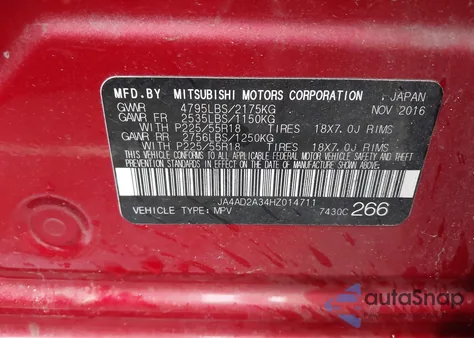 MFD.BY MITSUBISHI MOTORS CORPORATION JAPAN
GVWR 4795LBS/2175KG NOV 2016
GAWR FR 2535LBS/1150KG
WITH P225/55R18 TIRES 18X7.0J RIMS
GAWR RR 2756LBS/1250KG
WITH P225/55R18 TIRES 18X7.0J RIMS
THIS VEHICLE CONFORMS TO ALL APPLICABLE FEDERAL MOTOR VEHICLE SAFETY AND THEFT PREVENTION STANDARDS IN EFFECT ON THE DATE OF MANUFACTURE SHOWN ABOVE.
JA4AD2A34HZ014711
VEHICLE TYPE: MPV 7430C 266
autoSnap